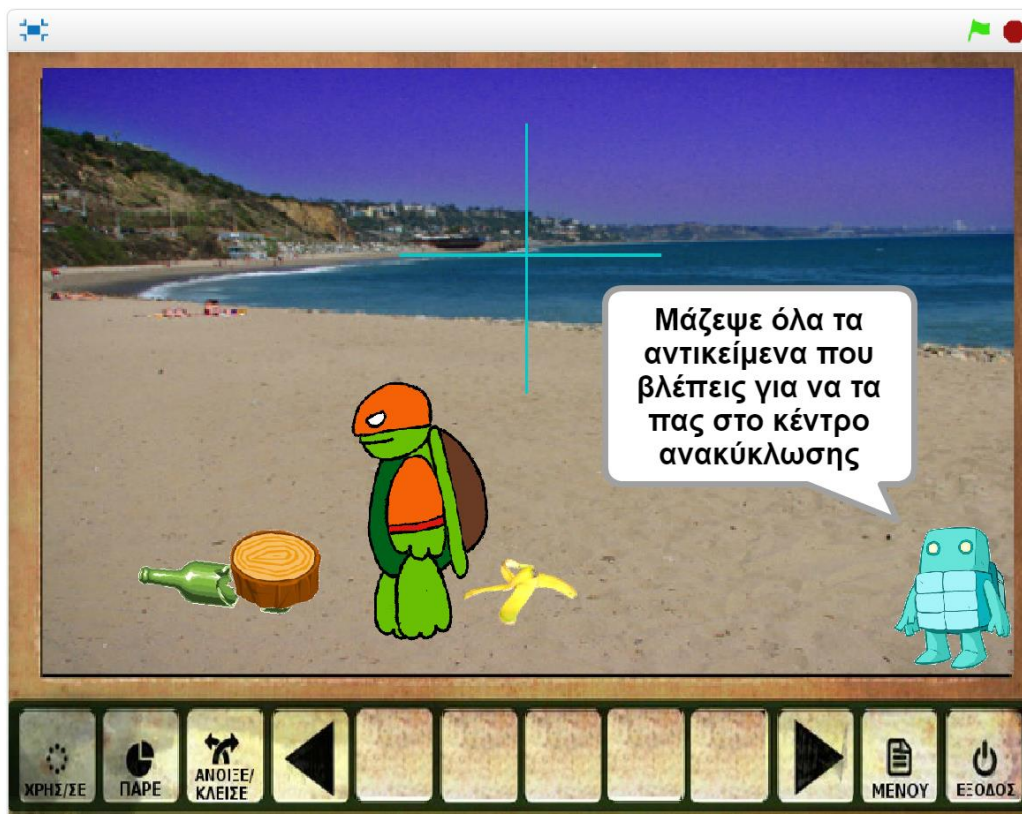 Μάζεψε όλα τα
αντικείμενα που
βλέπεις για να τα
πας στο κέντρο
ανακύκλωσης
ΧΡΗΣ/ΣΕ
ΠΑΡΕ
ΑΝΟΙΞΕ/
ΚΛΕΙΣΕ
ΜΕΝΟΥ
ΕΞΟΔΟΣ